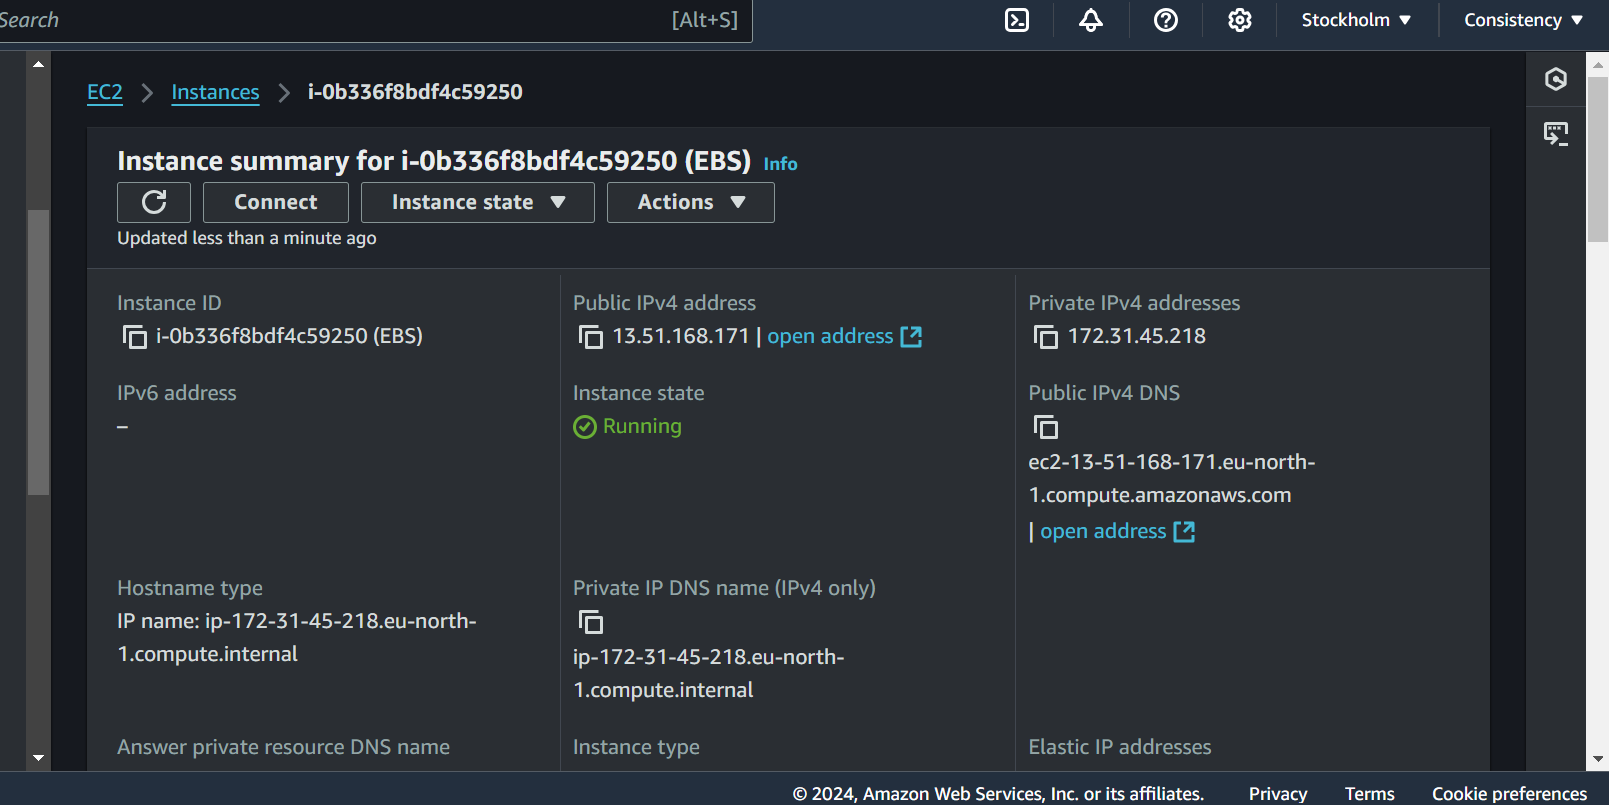 Search
[Alt+S]
Stockholm
Consistency
EC2
Instances
i-0b336f8bdf4c59250
Instance summary for i-0b336f8bdf4c59250 (EBS) Info
Connect
Instance state
Actions
Updated less than a minute ago
Instance ID
i-0b336f8bdf4c59250 (EBS)
Public IPv4 address
13.51.168.171 | open address
Private IPv4 addresses
172.31.45.218
IPv6 address
–
Instance state
Running
Public IPv4 DNS
ec2-13-51-168-171.eu-north-
1.compute.amazonaws.com
| open address
Hostname type
IP name: ip-172-31-45-218.eu-north-
1.compute.internal
Private IP DNS name (IPv4 only)
ip-172-31-45-218.eu-north-
1.compute.internal
Answer private resource DNS name
Instance type
Elastic IP addresses
© 2024, Amazon Web Services, Inc. or its affiliates.
Privacy
Terms
Cookie preferences